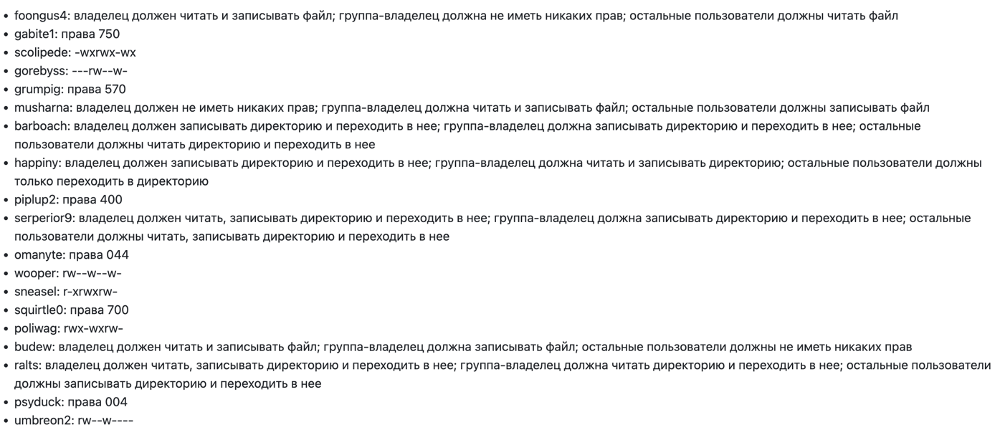 • foongus4: владелец должен читать и записывать файл; группа-владелец должна не иметь никаких прав; остальные пользователи должны читать файл
• gabite1: права 750
• scolipede: -wxrwx-wx
• gorebyss: ---rw--w-
• grumpig: права 570
• musharna: владелец должен не иметь никаких прав; группа-владелец должна читать и записывать файл; остальные пользователи должны записывать файл
• barboach: владелец должен записывать директорию и переходить в нее; группа-владелец должна записывать директорию и переходить в нее; остальные
пользователи должны читать директорию и переходить в нее
• happiny: владелец должен записывать директорию и переходить в нее; группа-владелец должна читать и записывать директорию; остальные пользователи должны
только переходить в директорию
• piplup2: права 400
• serperior9: владелец должен читать, записывать директорию и переходить в нее; группа-владелец должна записывать директорию и переходить в нее; остальные
пользователи должны читать, записывать директорию и переходить в нее
• omanyte: права 044
• wooper: rw--w--w-
• sneasel: r-xrwxrw-
• squirtle0: права 700
• poliwag: rwx-wxrw-
• budew: владелец должен читать и записывать файл; группа-владелец должна записывать файл; остальные пользователи должны не иметь никаких прав
• ralts: владелец должен читать, записывать директорию и переходить в нее; группа-владелец должна читать директорию и переходить в нее; остальные пользователи
должны записывать директорию и переходить в нее
• psyduck: права 004
• umbreon2: rw--w----